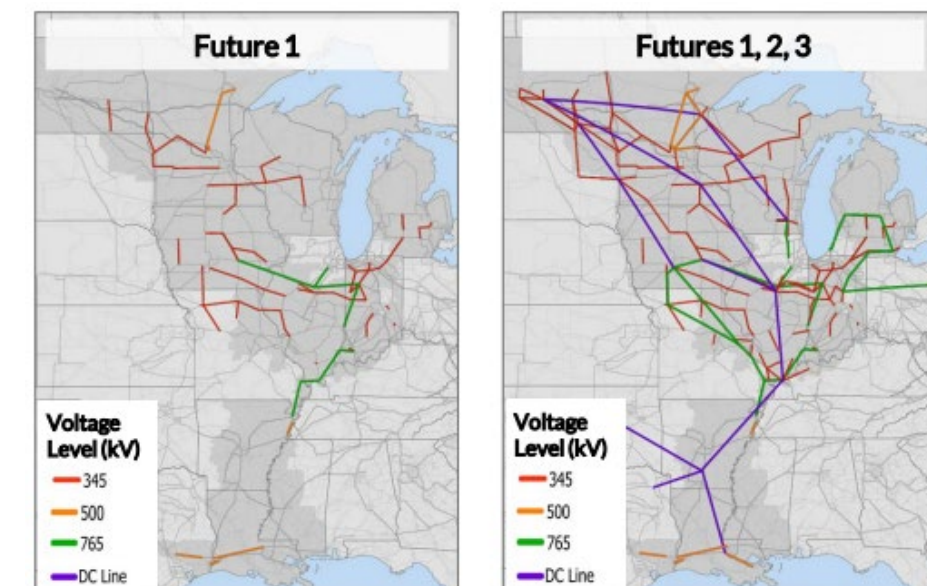 Future 1
Voltage
Level (kV)
345
500
765
DC Line
Futures 1, 2, 3
Voltage
Level (kV)
345
500
765
DC Line